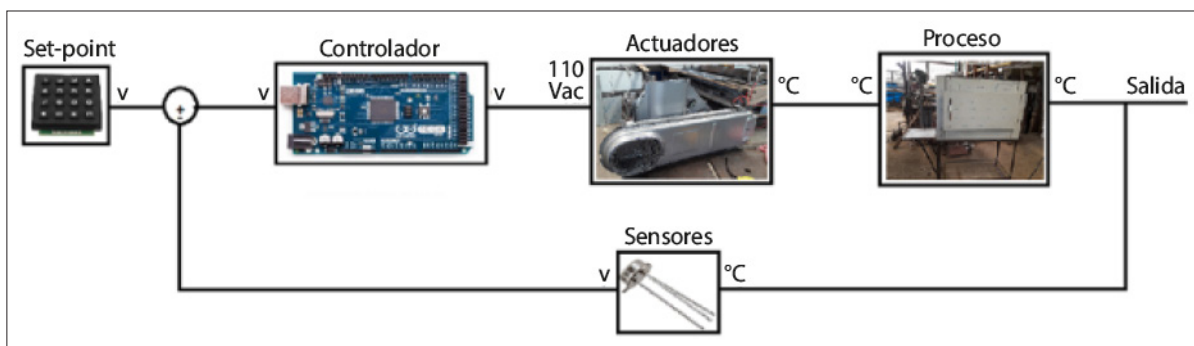 Set-point
Controlador
Actuadores
Proceso
v
±
v
v
110
Vac
°C
°C
°C
Salida
Sensores
v
°C